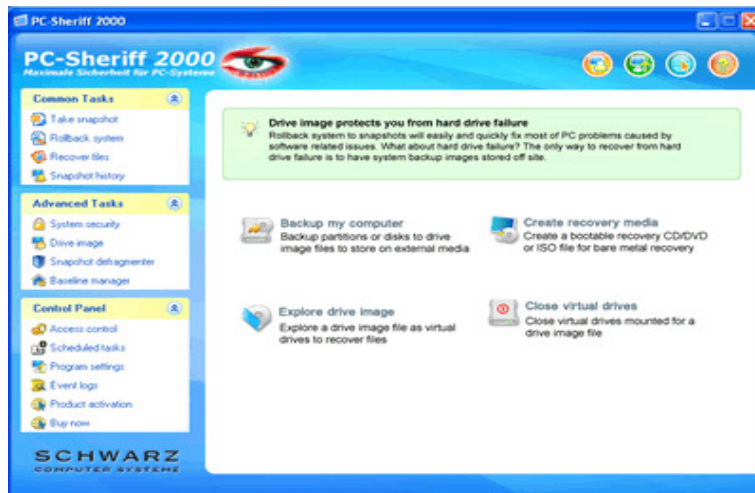 PC-Sheriff 2000
PC-Sheriff 2000
Maximale Sicherheit für PC-Systeme
Common Tasks
Take snapshot
Rollback system
Recover files
Snapshot history
Advanced Tasks
System security
Drive image
Snapshot defragmenter
Baseline manager
Control Panel
Access control
Scheduled tasks
Program settings
Event logs
Product activation
Buy now
SCHWARZ
COMPUTER SYSTEME
Drive image protects you from hard drive failure
Rollback system to snapshots will easily and quickly fix most of PC problems caused by
software related issues. What about hard drive failure? The only way to recover from hard
drive failure is to have system backup images stored off site.
Backup my computer
Backup partitions or disks to drive
image files to store on external media
Create recovery media
Create a bootable recovery CD/DVD
or ISO file for bare metal recovery
Explore drive image
Explore a drive image file as virtual
drives to recover files
Close virtual drives
Close virtual drives mounted for a
drive image file